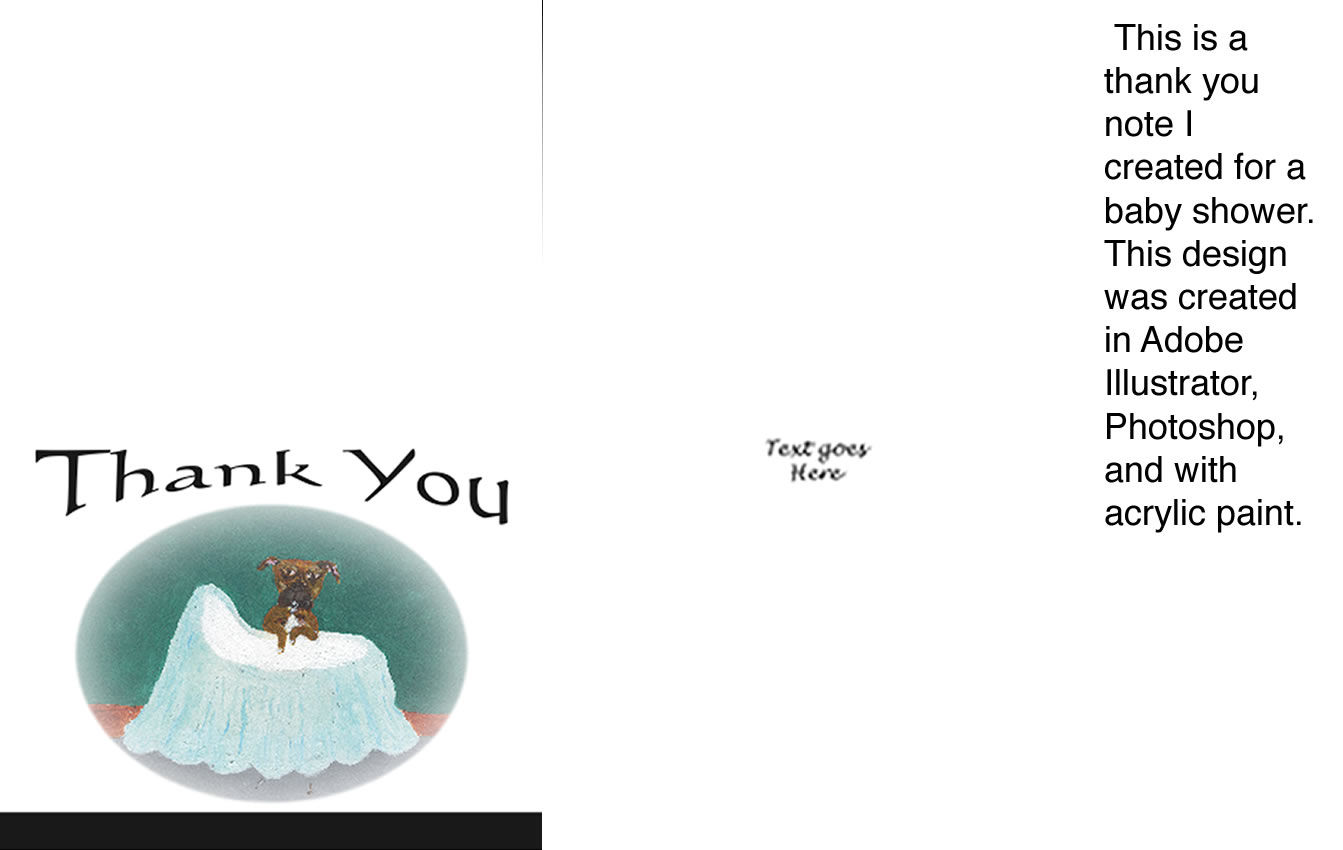 Thank You
Text goes
Here
This is a
thank you
note I
created for a
baby shower.
This design
was created
in Adobe
Illustrator,
Photoshop,
and with
acrylic paint.